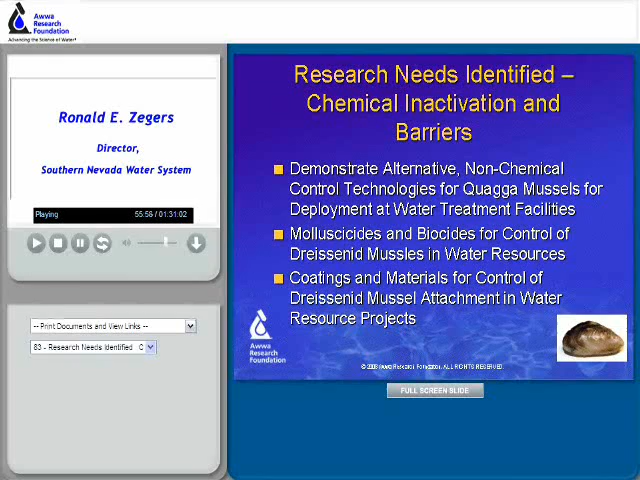 Awwa
Research
Foundation
Advancing the Science of Water®
Ronald E. Zegers
Director,
Southern Nevada Water System
Playing 55:58 / 01:31:02
-- Print Documents and View Links --
83 - Research Needs Identified C
Research Needs Identified –
Chemical Inactivation and
Barriers
Demonstrate Alternative, Non-Chemical
Control Technologies for Quagga Mussels for
Deployment at Water Treatment Facilities
Molluscicides and Biocides for Control of
Dreissenid Mussles in Water Resources
Coatings and Materials for Control of
Dreissenid Mussel Attachment in Water
Resource Projects
Awwa
Research
Foundation
© 2008 Awwa Research Foundation. ALL RIGHTS RESERVED.
FULL SCREEN SLIDE